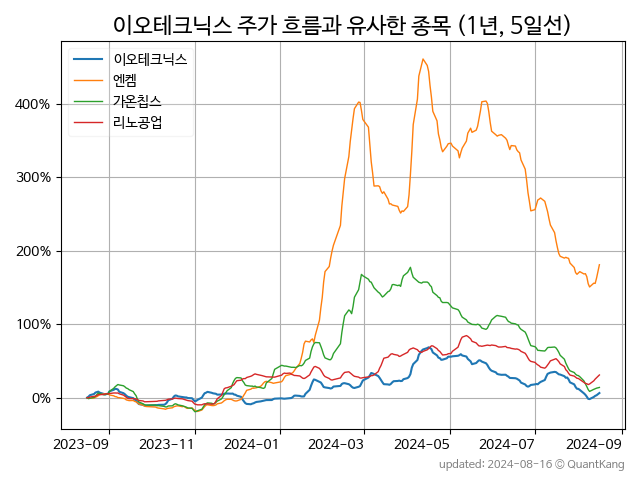 이오테크닉스 주가 흐름과 유사한 종목 (1년, 5일선)
이오테크닉스
엔켐
가온칩스
리노공업
400%
300%
200%
100%
0%
2023-09 2023-11 2024-01 2024-03 2024-05 2024-07 2024-09
updated: 2024-08-16 © QuantKang